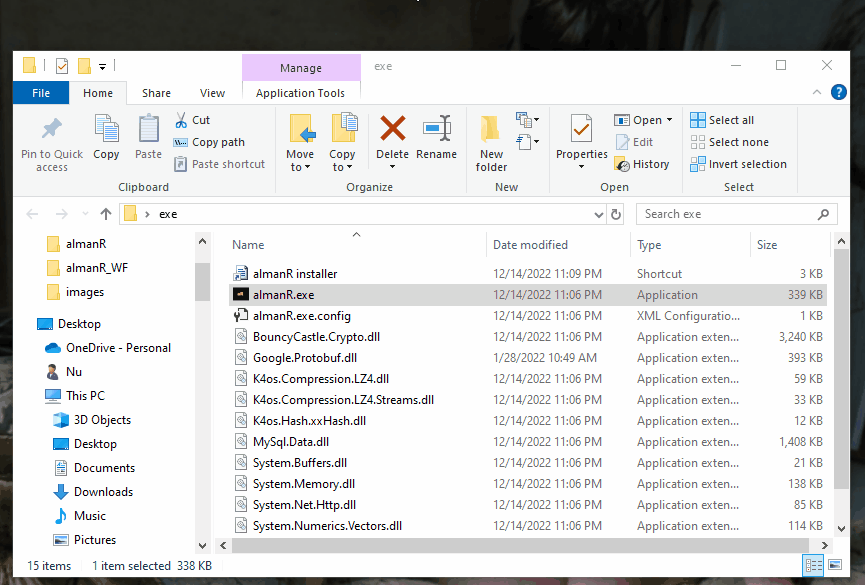 Manage
exe
File
Home
Share
View
Application Tools
Pin to Quick
access
Copy
Paste
Cut
Copy path
Paste shortcut
Clipboard
Move
to
Copy
to
Delete
Rename
Organize
New
folder
New
Properties
Open
Edit
History
Open
Select all
Select none
Invert selection
Select
exe
Search exe
almanR
almanR_WF
images
Desktop
OneDrive - Personal
Nu
This PC
3D Objects
Desktop
Documents
Downloads
Music
Pictures
Name Date modified Type Size
almanR installer 12/14/2022 11:09 PM Shortcut 3 KB
almanR.exe 12/14/2022 11:06 PM Application 339 KB
almanR.exe.config 12/14/2022 11:06 PM XML Configuratio... 1 KB
BouncyCastle.Crypto.dll 12/14/2022 11:06 PM Application exten... 3,240 KB
Google.Protobuf.dll 1/28/2022 10:49 AM Application exten... 393 KB
K4os.Compression.LZ4.dll 12/14/2022 11:06 PM Application exten... 59 KB
K4os.Compression.LZ4.Streams.dll 12/14/2022 11:06 PM Application exten... 33 KB
K4os.Hash.xxHash.dll 12/14/2022 11:06 PM Application exten... 12 KB
MySql.Data.dll 12/14/2022 11:06 PM Application exten... 1,408 KB
System.Buffers.dll 12/14/2022 11:06 PM Application exten... 21 KB
System.Memory.dll 12/14/2022 11:06 PM Application exten... 138 KB
System.Net.Http.dll 12/14/2022 11:06 PM Application exten... 85 KB
System.Numerics.Vectors.dll 12/14/2022 11:06 PM Application exten... 114 KB
15 items 1 item selected 338 KB